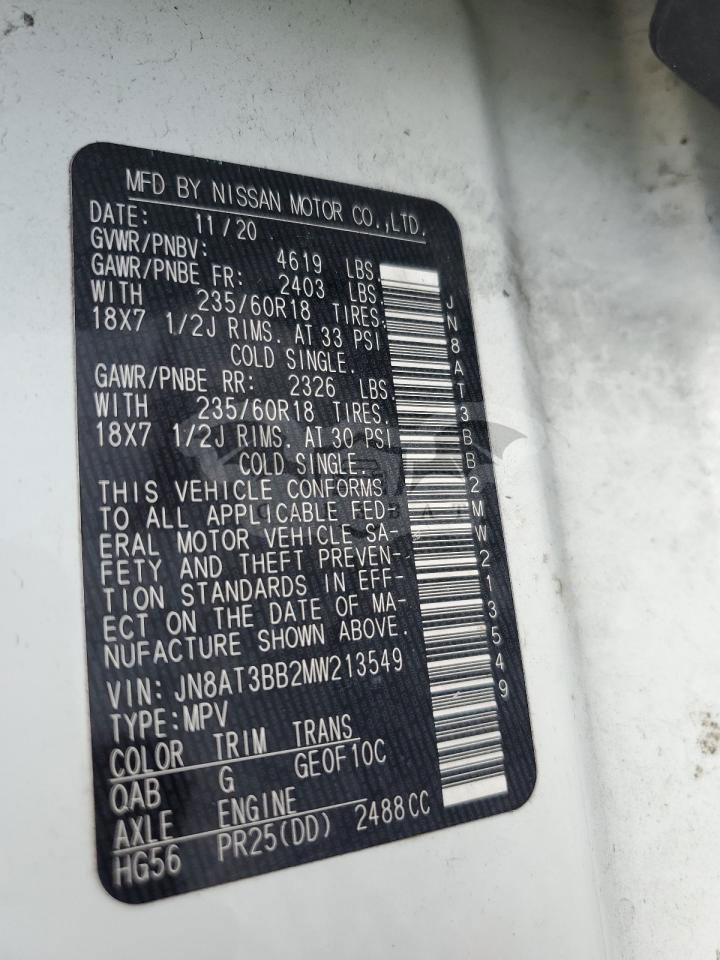 MFD BY NISSAN MOTOR CO.,LTD.
DATE: 11/20
GVWR/PNBV: 4619 LBS.
GAWR/PNBE FR: 2403 LBS.
WITH 235/60R18 TIRES.
18X7 1/2J RIMS. AT 33 PSI
COLD SINGLE.
GAWR/PNBE RR: 2326 LBS.
WITH 235/60R18 TIRES.
18X7 1/2J RIMS. AT 30 PSI
COLD SINGLE.
THIS VEHICLE CONFORMS
TO ALL APPLICABLE FED-
ERAL MOTOR VEHICLE SA-
FETY AND THEFT PREVEN-
TION STANDARDS IN EFF-
ECT ON THE DATE OF MA-
NUFACTURE SHOWN ABOVE.
VIN: JN8AT3BB2MW213549
TYPE:MPV
COLOR TRIM TRANS
QAB G GE0F10C
AXLE ENGINE
HG56 PR25(DD) 2488CC
JN8AT3BB2MW213549